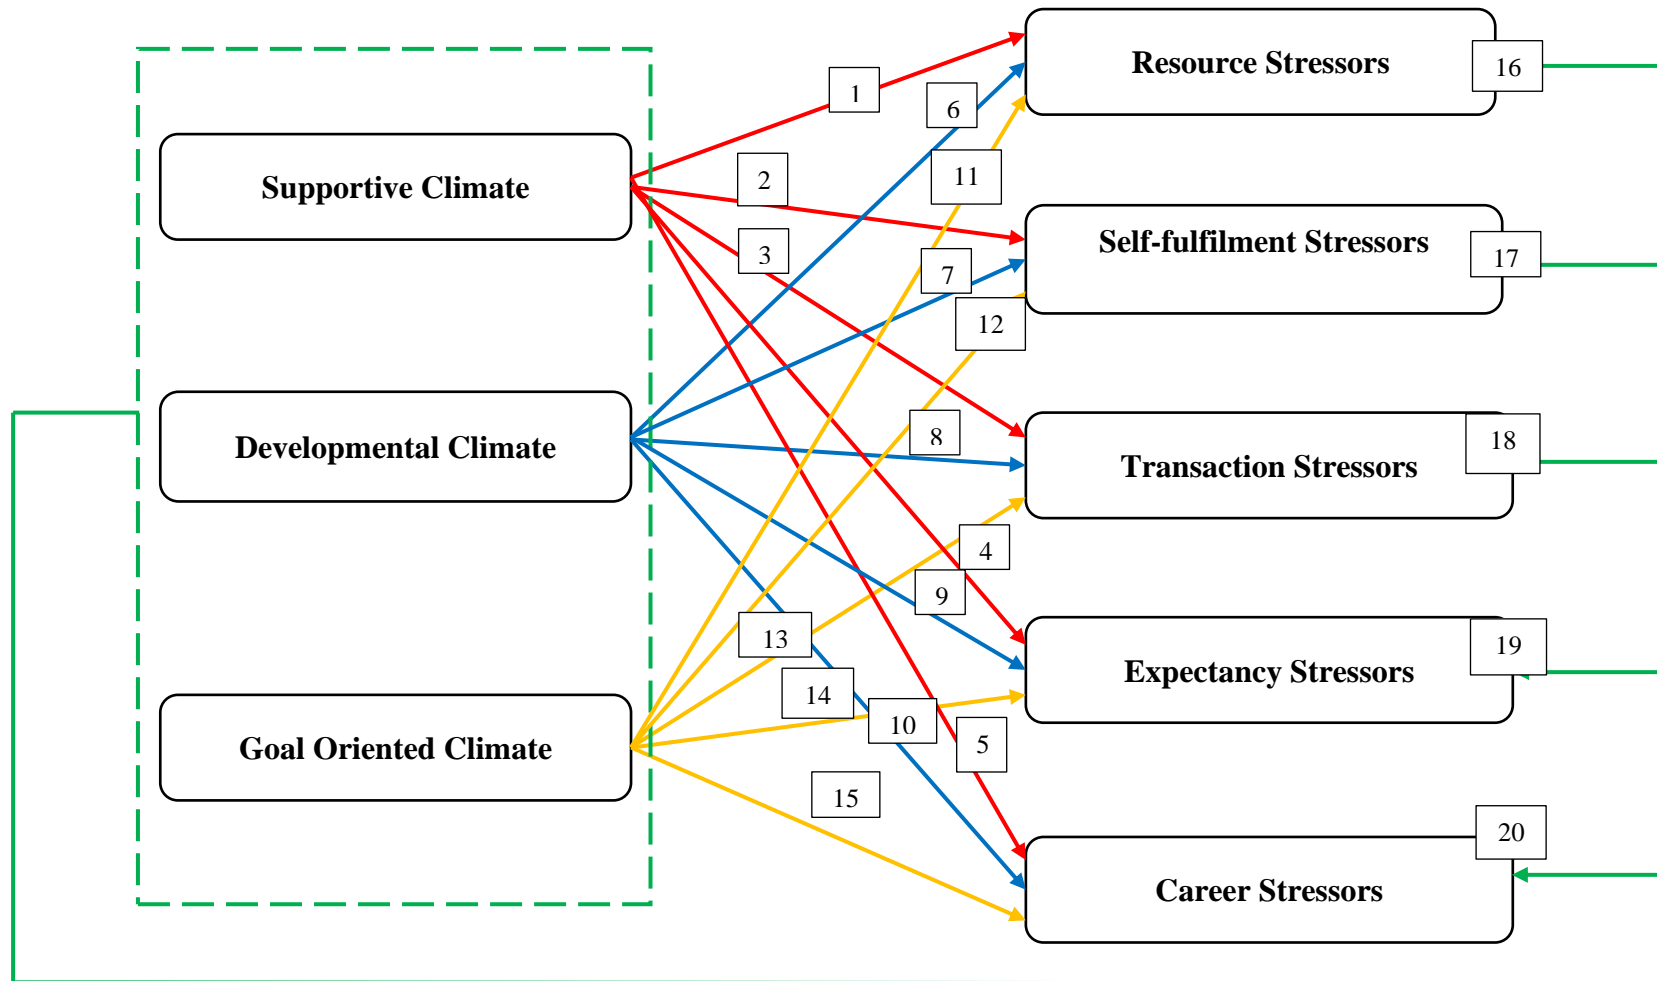 Resource Stressors
16
1
6
11
Supportive Climate
2
3
Self-fulfilment Stressors
17
7
12
8
Developmental Climate
Transaction Stressors
18
4
9
13
14
10
5
Expectancy Stressors
19
Goal Oriented Climate
15
20
Career Stressors